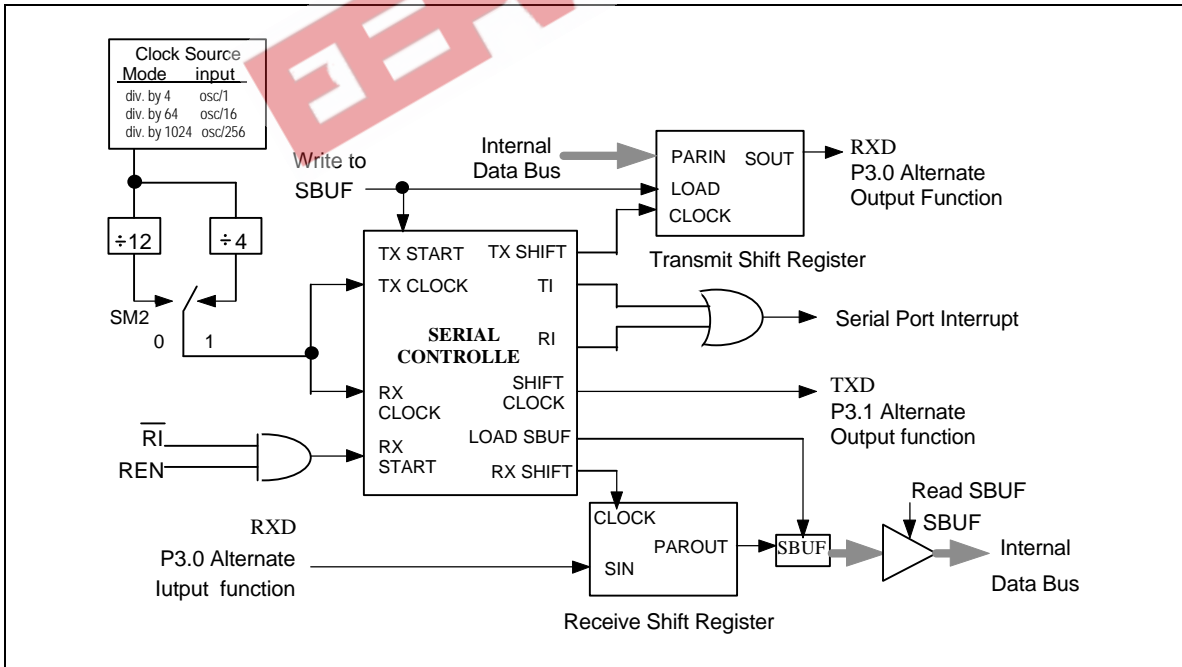 Clock Source
Mode input
div. by 4 osc/1
div. by 64 osc/16
div. by 1024 osc/256
÷12
÷4
SM2
0 1
Write to
SBUF
Internal
Data Bus
PARIN SOUT
LOAD
CLOCK
Transmit Shift Register
RXD
P3.0 Alternate
Output Function
TX START TX SHIFT
TX CLOCK TI
SERIAL
CONTROLLE
RI
RX
CLOCK
SHIFT
CLOCK
RX
START
LOAD SBUF
RX SHIFT
Serial Port Interrupt
TXD
P3.1 Alternate
Output function
RI
REN
RXD
P3.0 Alternate
Iutput function
CLOCK
PAROUT
SIN
Receive Shift Register
SBUF
Read SBUF
SBUF
Internal
Data Bus